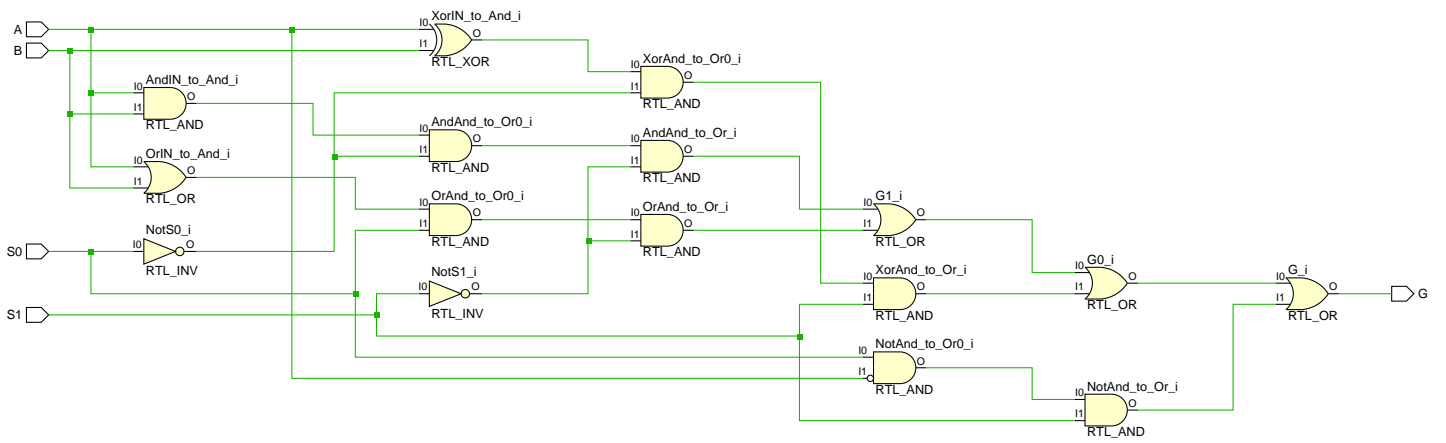 A
B
S0
S1
I0
I1
XorIN_to_And_i
O
RTL_XOR
I0
I1
AndIN_to_And_i
O
RTL_AND
I0
I1
OrIN_to_And_i
O
RTL_OR
I0
NotS0_i
O
RTL_INV
I0
I1
AndAnd_to_Or0_i
O
RTL_AND
I0
I1
OrAnd_to_Or0_i
O
RTL_AND
I0
NotS1_i
O
RTL_INV
I0
I1
XorAnd_to_Or0_i
O
RTL_AND
I0
I1
AndAnd_to_Or_i
O
RTL_AND
I0
I1
OrAnd_to_Or_i
O
RTL_AND
I0
I1
G1_i
O
RTL_OR
I0
I1
XorAnd_to_Or_i
O
RTL_AND
I0
I1
NotAnd_to_Or0_i
O
RTL_AND
I0
I1
G0_i
O
RTL_OR
I0
I1
NotAnd_to_Or_i
O
RTL_AND
I0
I1
G_i
O
RTL_OR
G